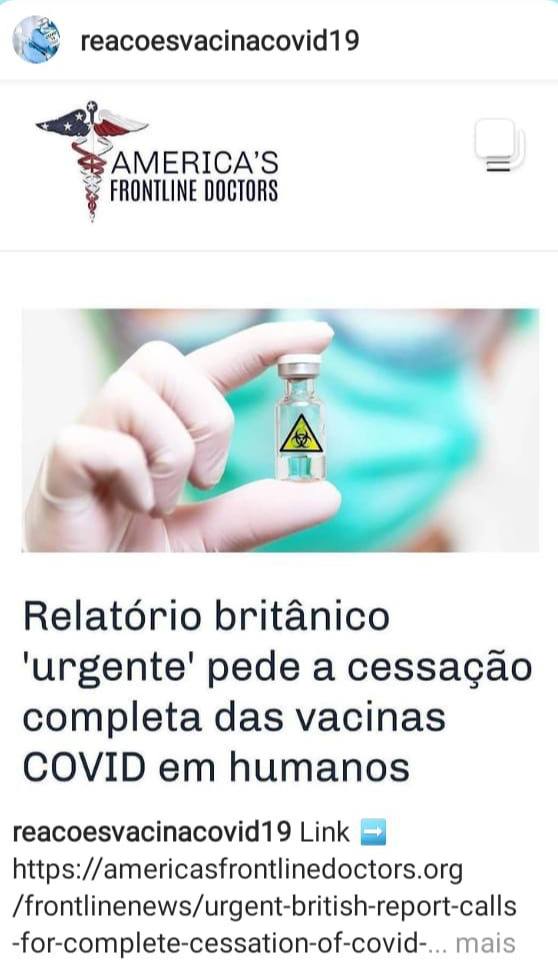 reacoesvacinacovid19
AMERICA'S
FRONTLINE DOCTORS
Relatório britânico
'urgente' pede a cessação
completa das vacinas
COVID em humanos
reacoesvacinacovid19 Link ➡️
https://americasfrontlinedoctors.org
/frontlinenews/urgent-british-report-calls
-for-complete-cessation-of-covid-... mais